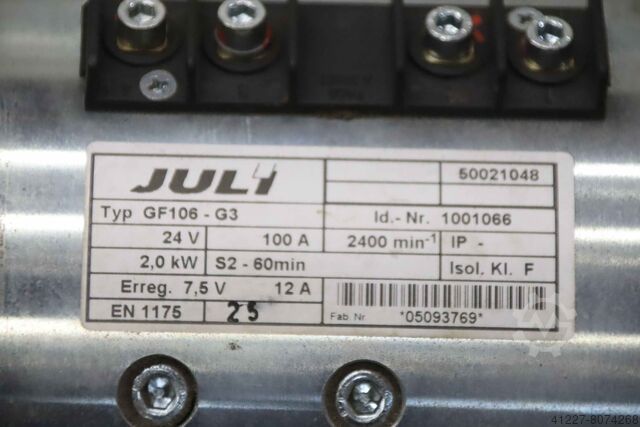 JULI
50021048
Typ GF106 - G3
Id.- Nr. 1001066
24 V
100 A
2400 min-1
IP -
2,0 kW
S2 - 60min
Isol. Kl. F
Erreg. 7,5 V 12 A
EN 1175
25
Fab. Nr.
*05093769*
41227-8074268